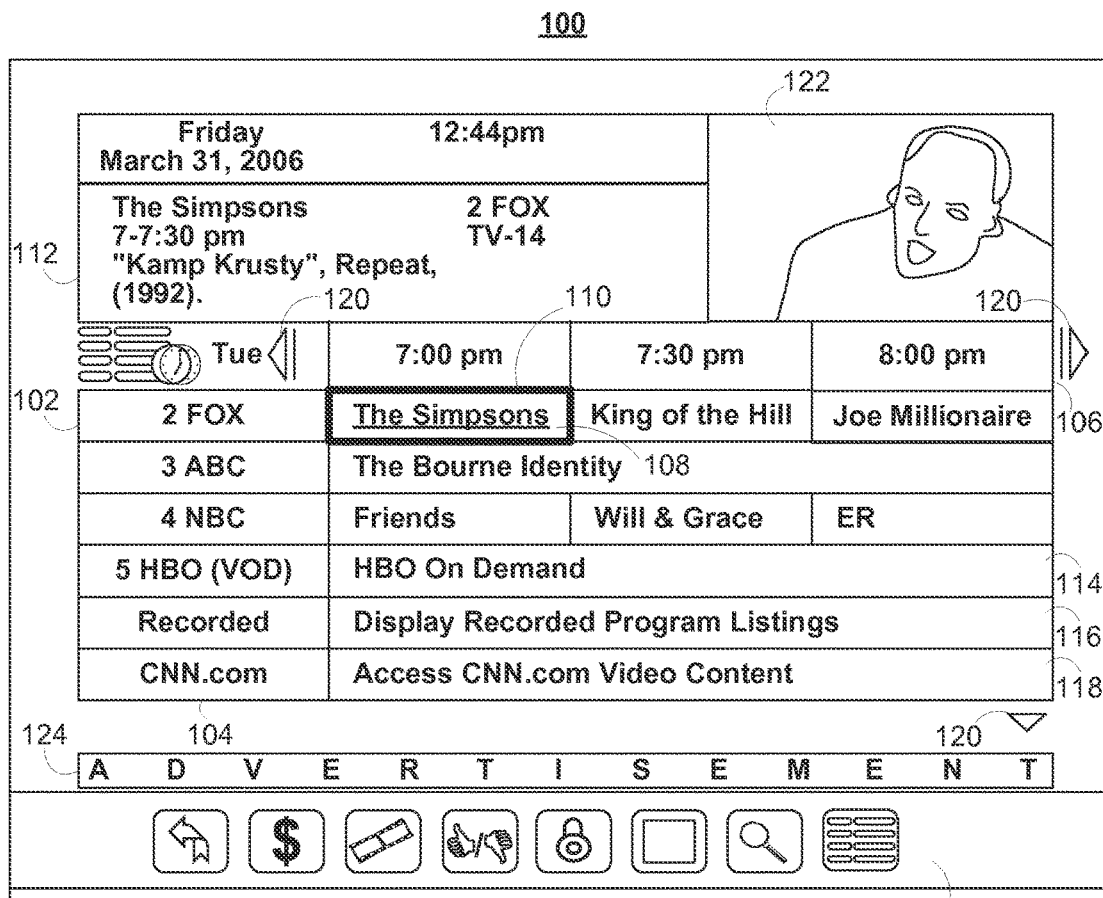 100
122
Friday 12:44pm
March 31, 2006
The Simpsons 2 FOX
7-7:30 pm TV-14
"Kamp Krusty", Repeat,
(1992).
112
120
110
120
Tue 7:00 pm 7:30 pm 8:00 pm
102
2 FOX The Simpsons King of the Hill Joe Millionaire
106
3 ABC The Bourne Identity
108
4 NBC Friends Will & Grace ER
5 HBO (VOD) HBO On Demand
114
Recorded Display Recorded Program Listings
116
CNN.com Access CNN.com Video Content
118
104
120
124
A D V E R T I S E M E N T
$